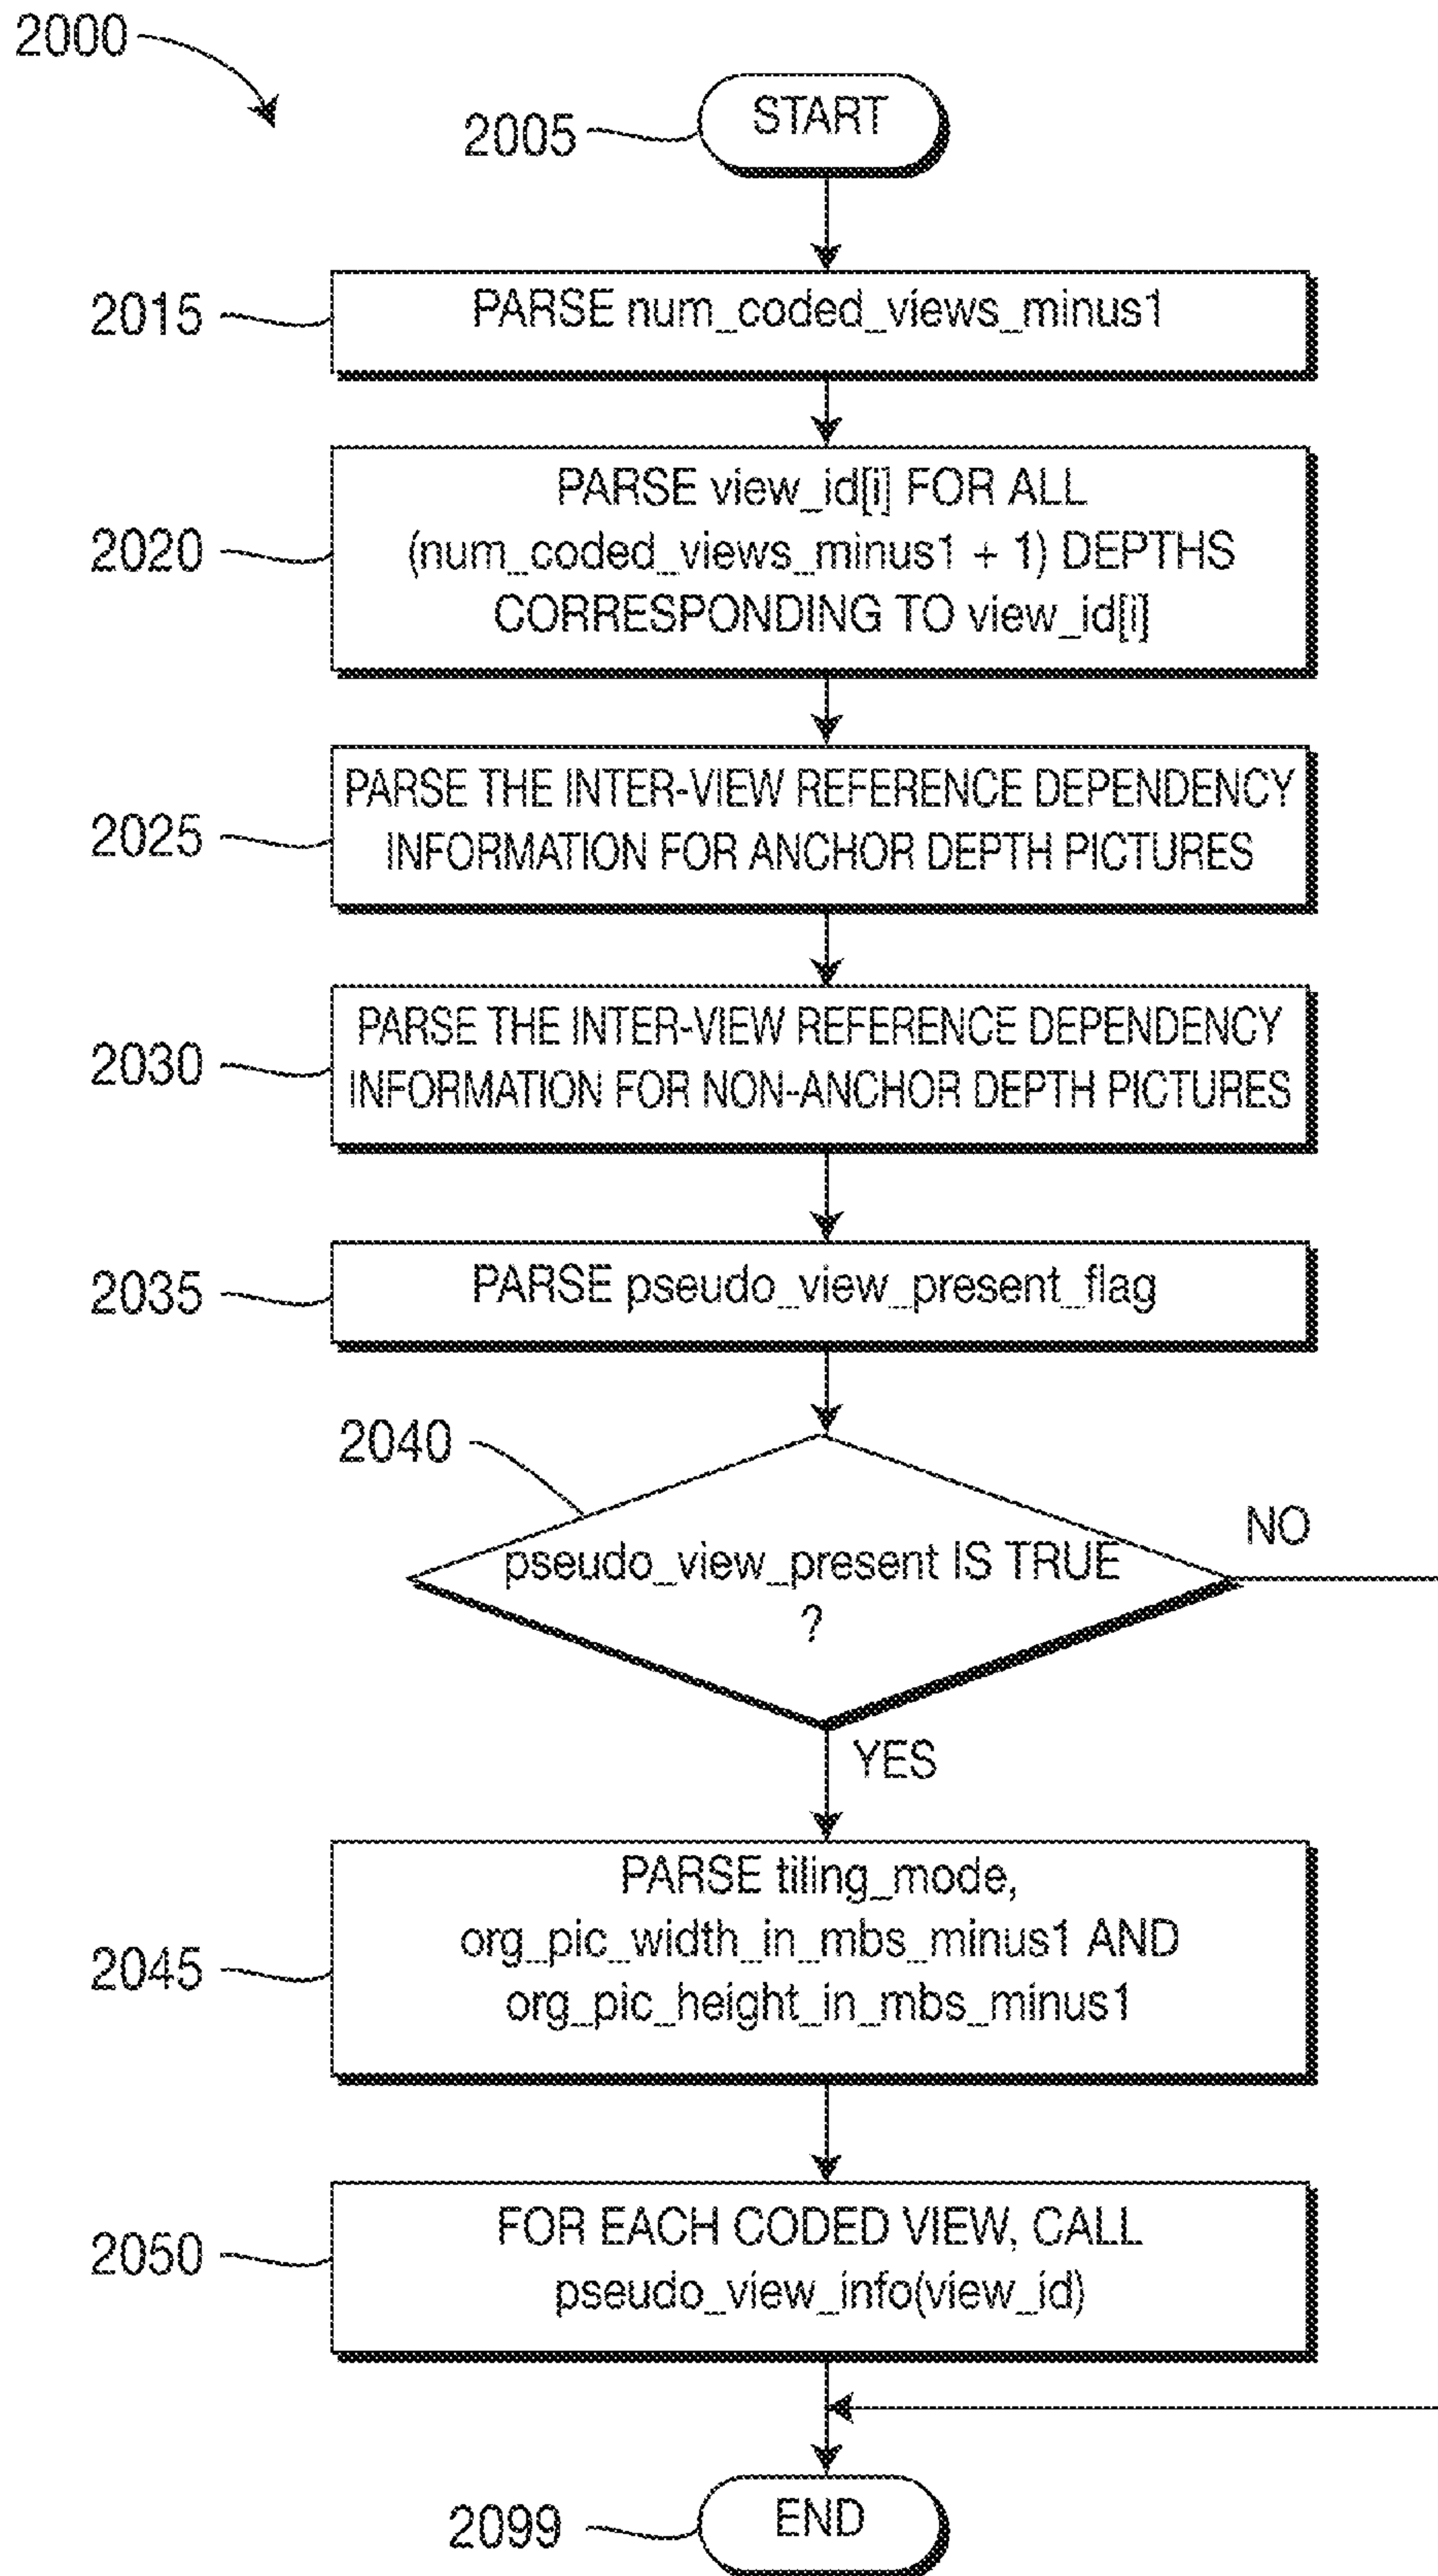 2000
2005
START
2015
PARSE num_coded_views_minus1
2020
PARSE view_id[i] FOR ALL
(num_coded_views_minus1 + 1) DEPTHS
CORRESPONDING TO view_id[i]
2025
PARSE THE INTER-VIEW REFERENCE DEPENDENCY
INFORMATION FOR ANCHOR DEPTH PICTURES
2030
PARSE THE INTER-VIEW REFERENCE DEPENDENCY
INFORMATION FOR NON-ANCHOR DEPTH PICTURES
2035
PARSE pseudo_view_present_flag
2040
pseudo_view_present IS TRUE
?
NO
YES
2045
PARSE tiling_mode,
org_pic_width_in_mbs_minus1 AND
org_pic_height_in_mbs_minus1
2050
FOR EACH CODED VIEW, CALL
pseudo_view_info(view_id)
2099
END